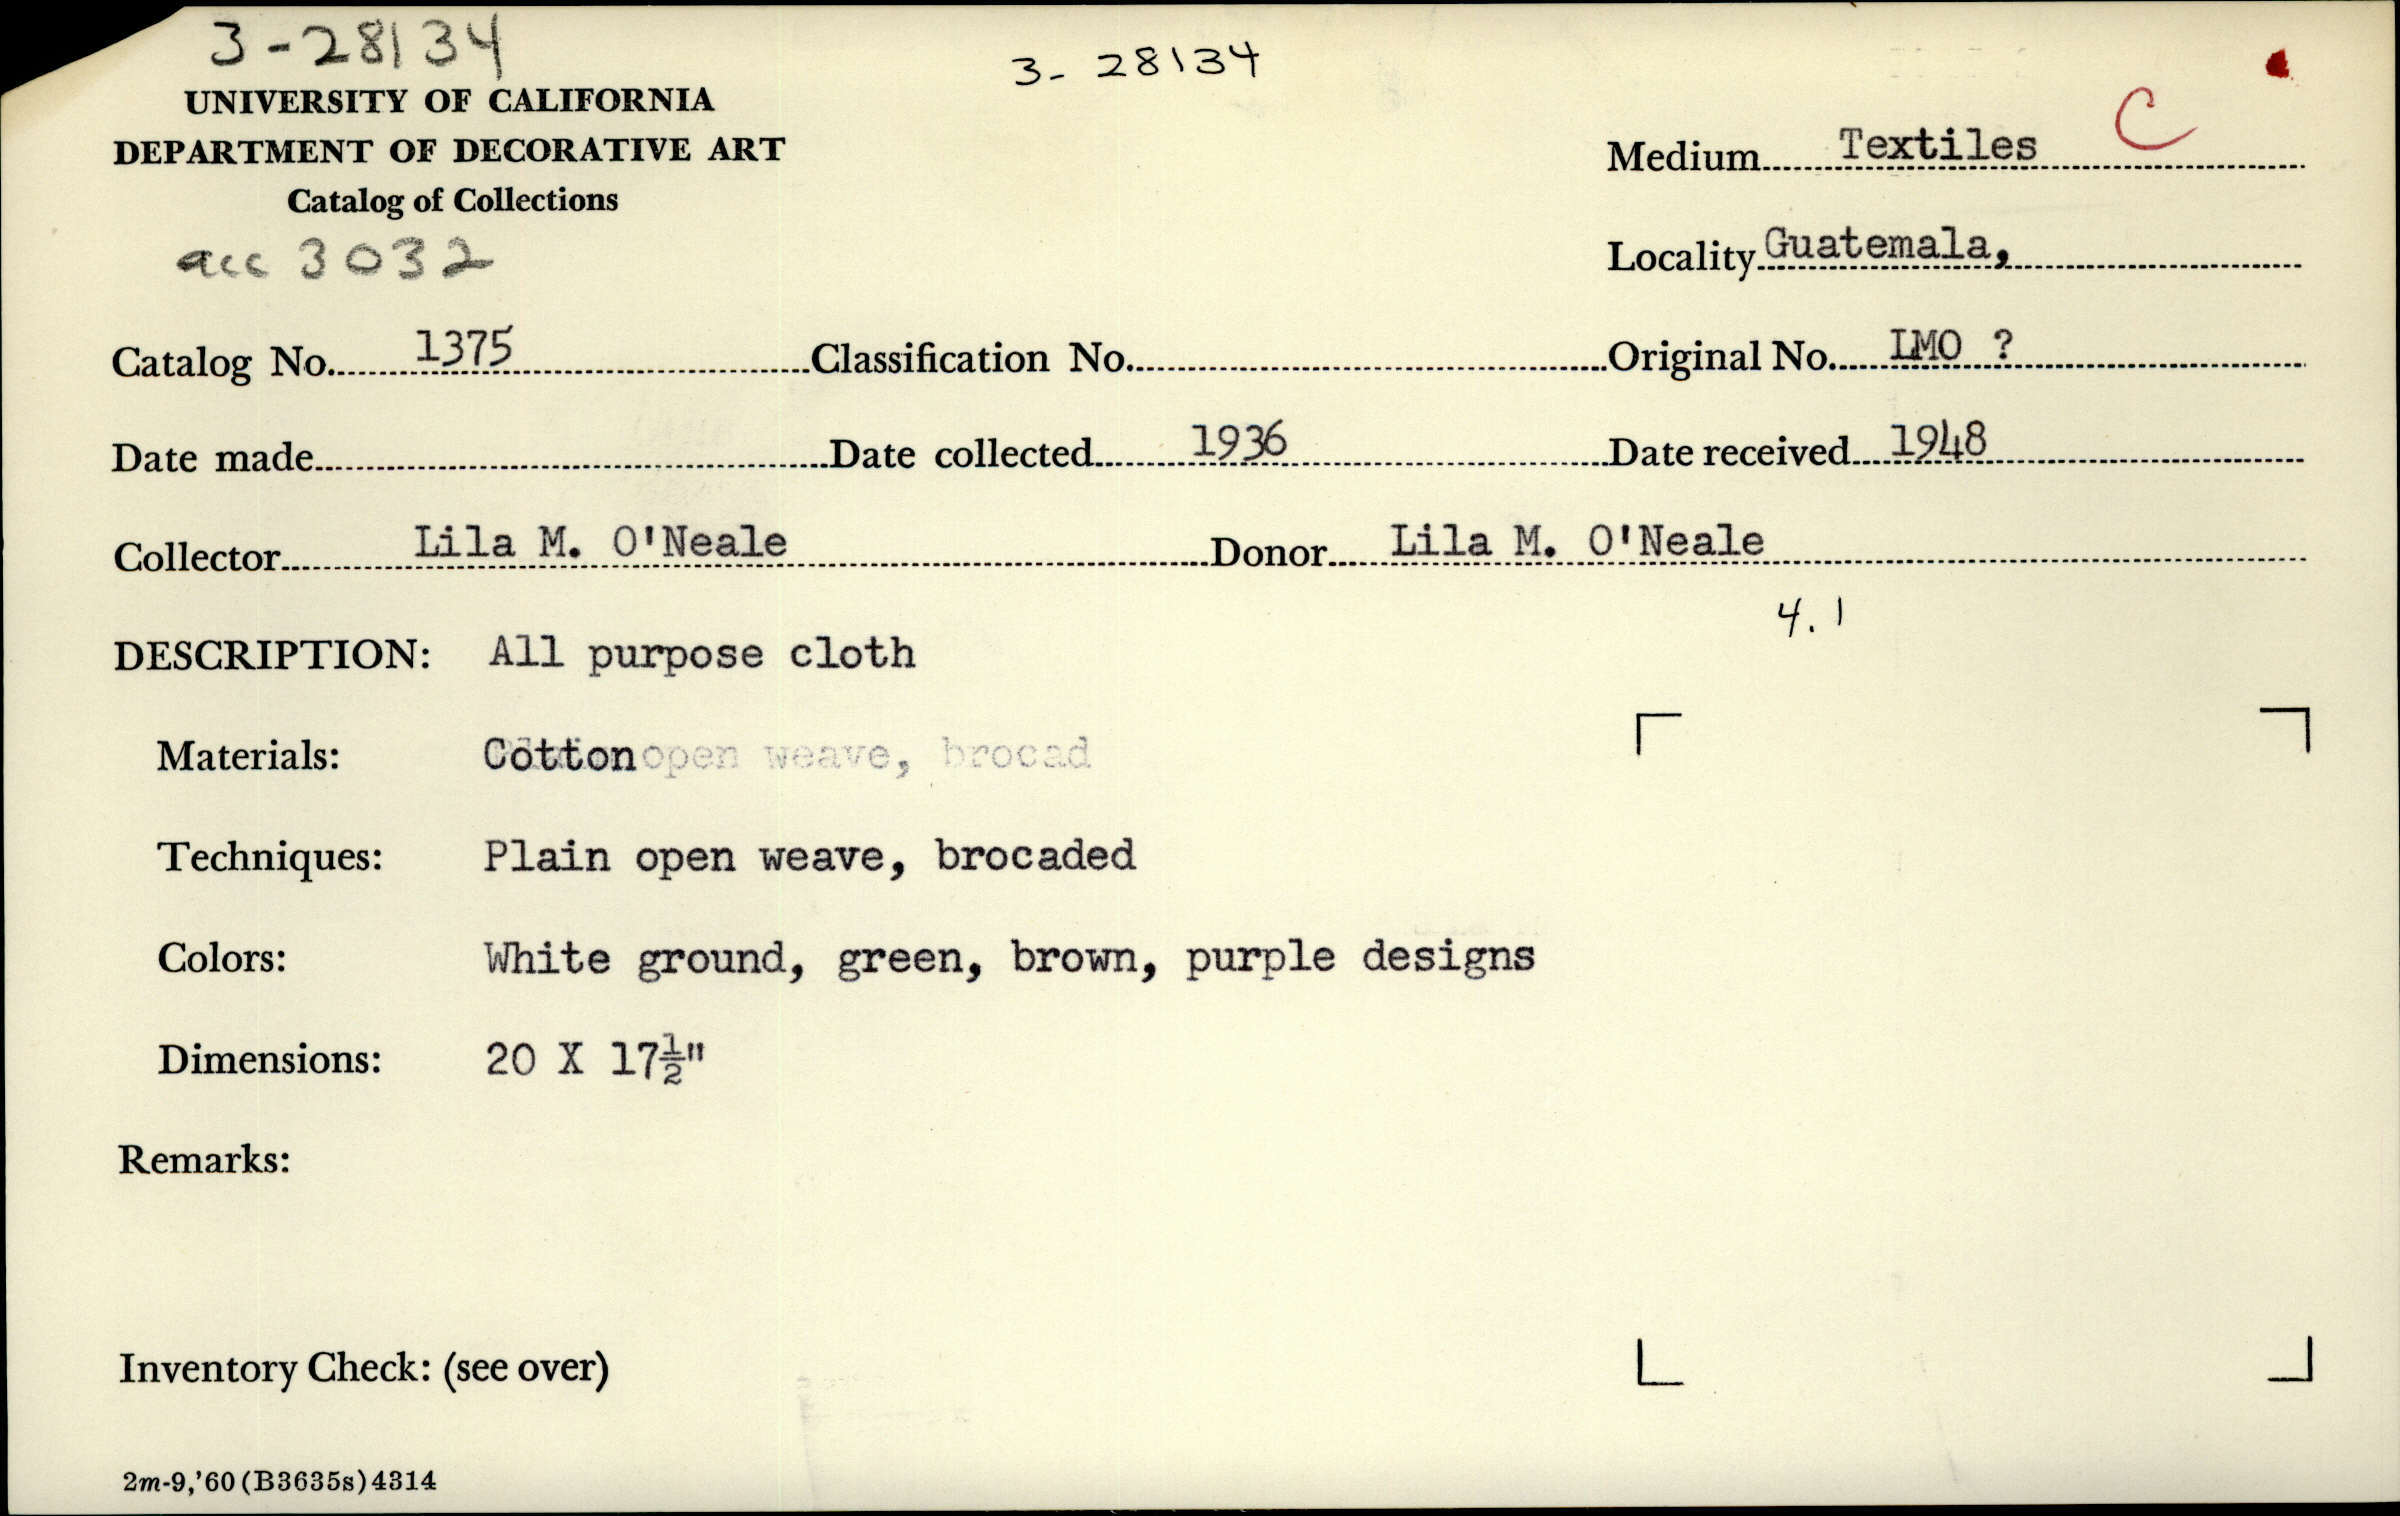 3-28134
3-28134
UNIVERSITY OF CALIFORNIA
DEPARTMENT OF DECORATIVE ART
Catalog of Collections
acc 3032
C
Medium Textiles
Locality Guatemala,
Catalog No. 1375 Classification No. Original No. LMO ?
Date made Date collected 1936 Date received 1948
Collector Lila M. O'Neale Donor Lila M. O'Neale
4.1
DESCRIPTION: All purpose cloth
Materials: Cotton open weave, brocad
Techniques: Plain open weave, brocaded
Colors: White ground, green, brown, purple designs
Dimensions: 20 X 17½"
Remarks:
Inventory Check: (see over)
2m-9,'60(B3635s)4314